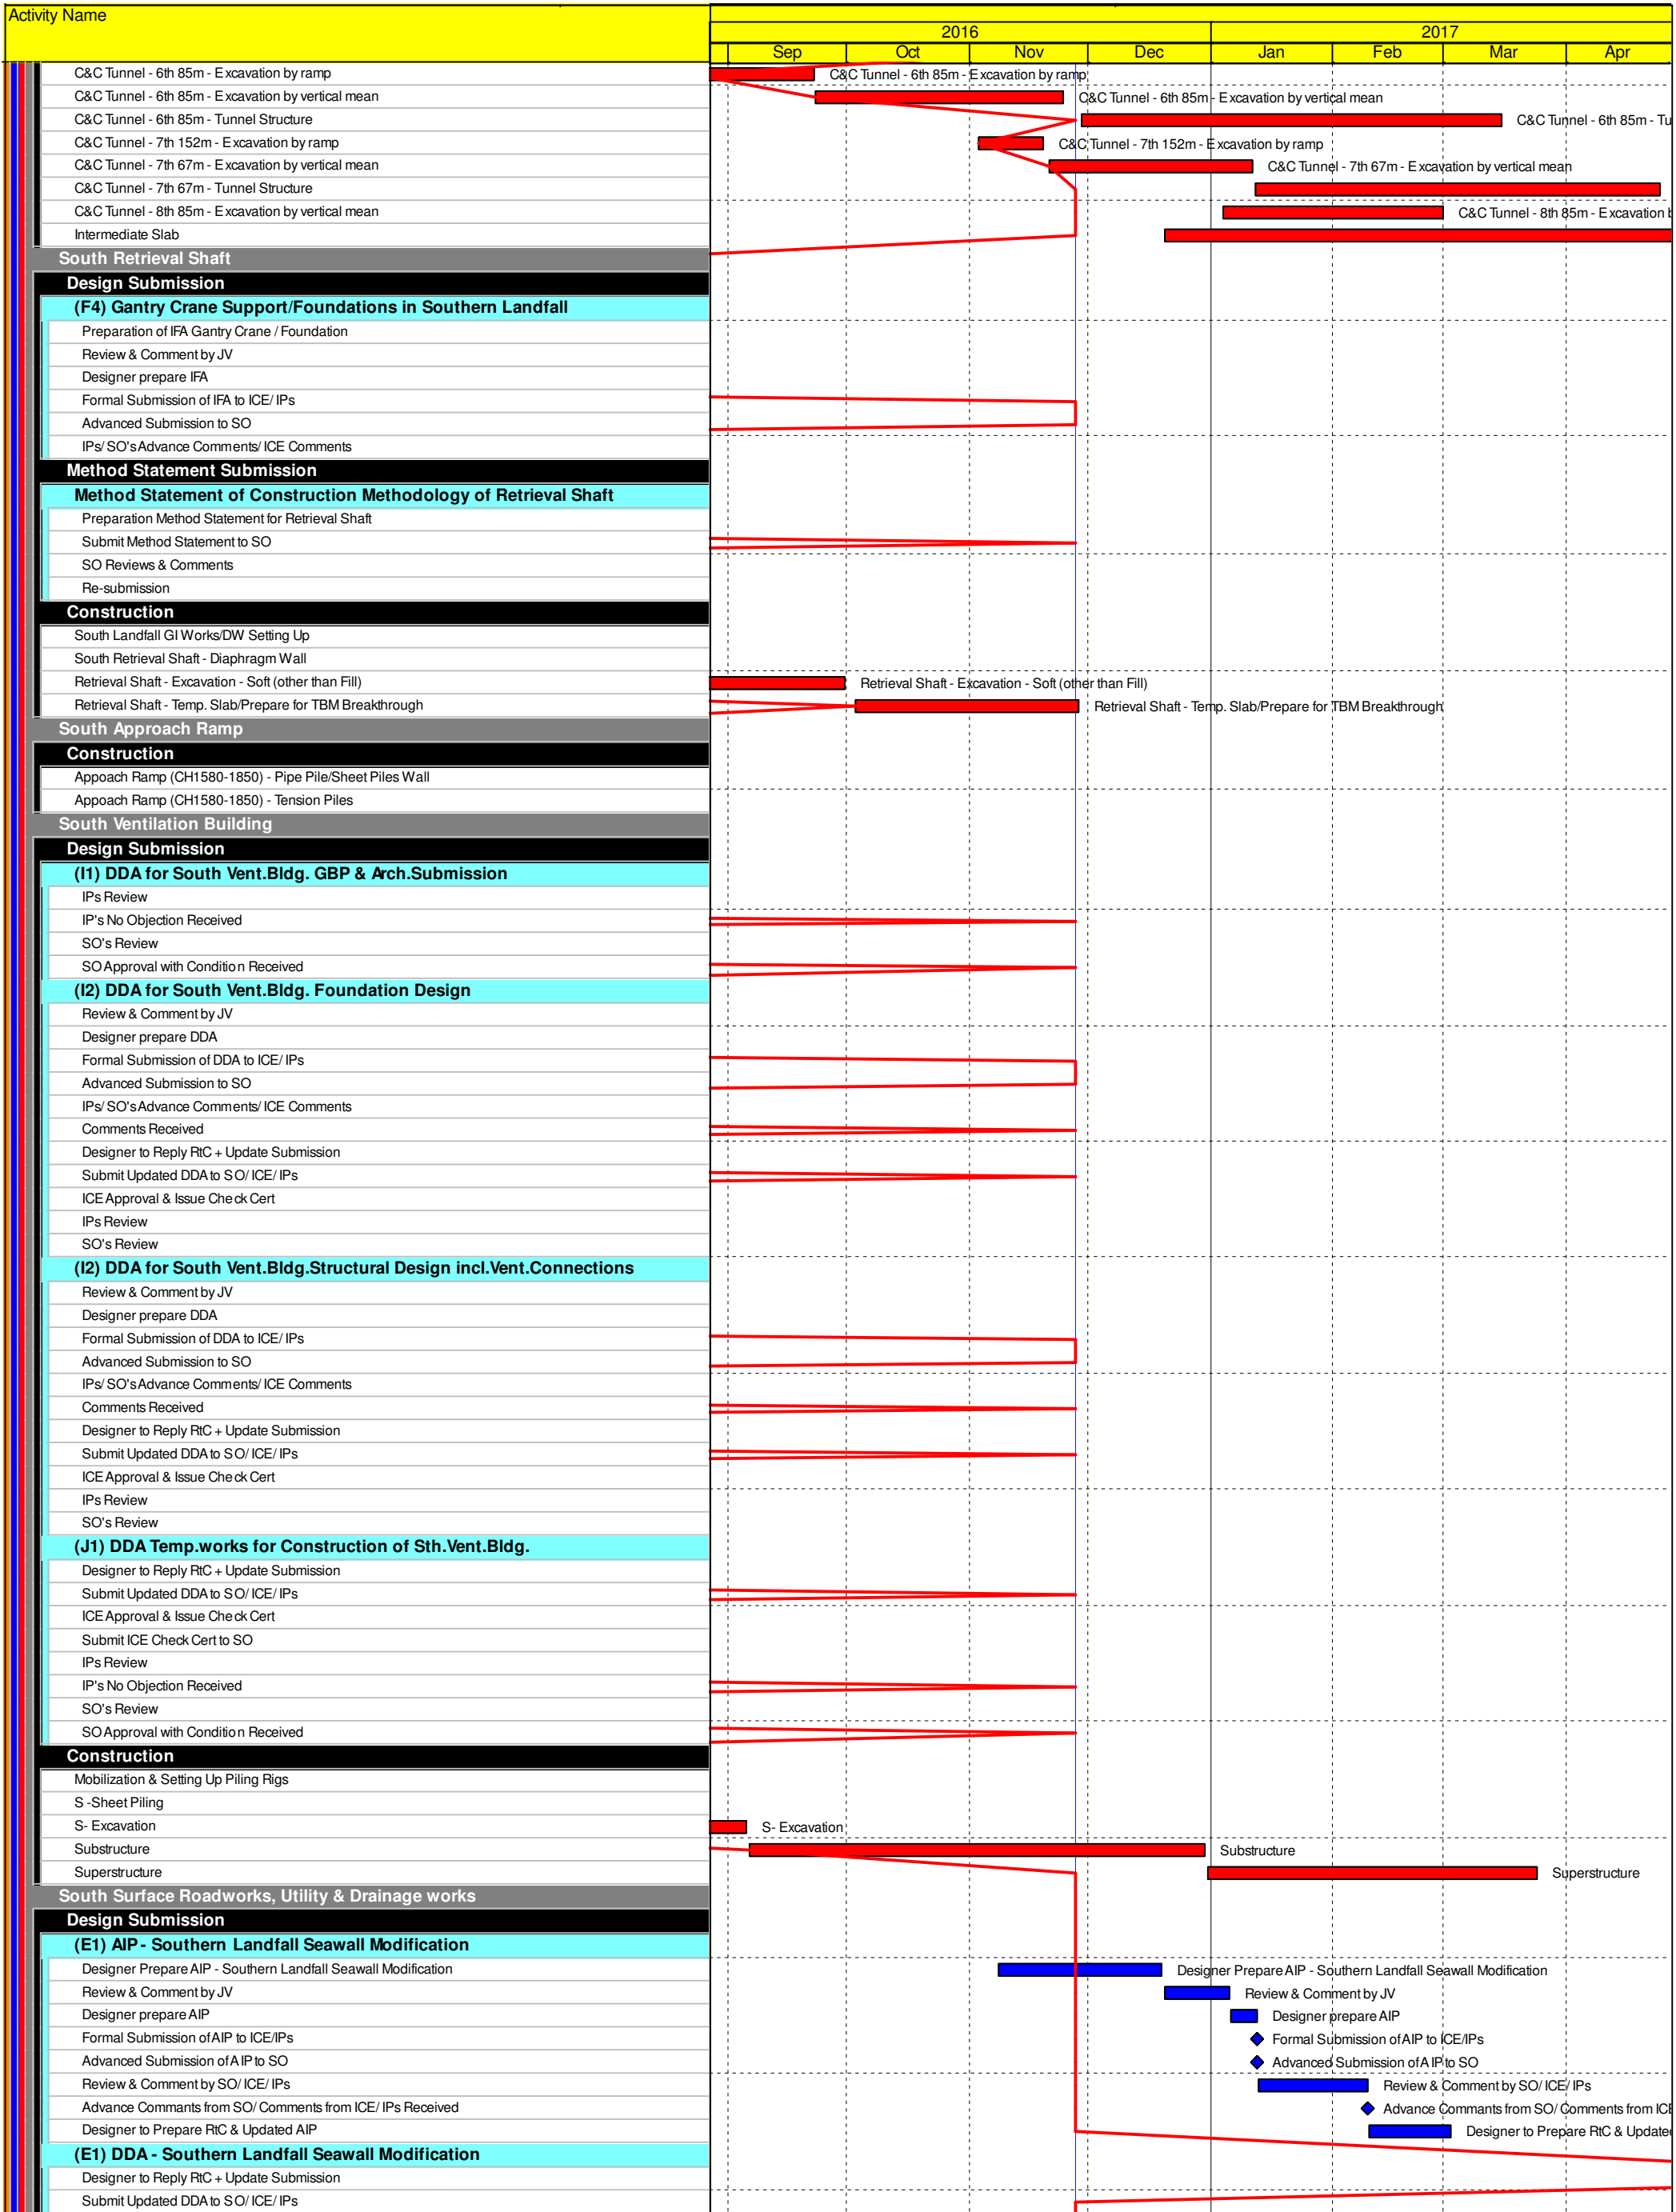 Activity Name
2016 2017
Sep Oct Nov Dec Jan Feb Mar Apr
C&C Tunnel - 6th 85m - Excavation by ramp C&C Tunnel - 6th 85m - Excavation by ramp
C&C Tunnel - 6th 85m - Excavation by vertical mean C&C Tunnel - 6th 85m - Excavation by vertical mean
C&C Tunnel - 6th 85m - Tunnel Structure C&C Tunnel - 6th 85m - Tu
C&C Tunnel - 7th 152m - Excavation by ramp C&C Tunnel - 7th 152m - Excavation by ramp
C&C Tunnel - 7th 67m - Excavation by vertical mean C&C Tunnel - 7th 67m - Excavation by vertical mean
C&C Tunnel - 7th 67m - Tunnel Structure
C&C Tunnel - 8th 85m - Excavation by vertical mean C&C Tunnel - 8th 85m - Excavation b
Intermediate Slab
South Retrieval Shaft
Design Submission
(F4) Gantry Crane Support/Foundations in Southern Landfall
Preparation of IFA Gantry Crane / Foundation
Review & Comment by JV
Designer prepare IFA
Formal Submission of IFA to ICE/ IPs
Advanced Submission to SO
IPs/ SO's Advance Comments/ ICE Comments
Method Statement Submission
Method Statement of Construction Methodology of Retrieval Shaft
Preparation Method Statement for Retrieval Shaft
Submit Method Statement to SO
SO Reviews & Comments
Re-submission
Construction
South Landfall GI Works/DW Setting Up
South Retrieval Shaft - Diaphragm Wall
Retrieval Shaft - Excavation - Soft (other than Fill) Retrieval Shaft - Excavation - Soft (other than Fill)
Retrieval Shaft - Temp. Slab/Prepare for TBM Breakthrough Retrieval Shaft - Temp. Slab/Prepare for TBM Breakthrough
South Approach Ramp
Construction
Appoach Ramp (CH1580-1850) - Pipe Pile/Sheet Piles Wall
Appoach Ramp (CH1580-1850) - Tension Piles
South Ventilation Building
Design Submission
(I1) DDA for South Vent.Bldg. GBP & Arch.Submission
IPs Review
IP's No Objection Received
SO's Review
SO Approval with Condition Received
(I2) DDA for South Vent.Bldg. Foundation Design
Review & Comment by JV
Designer prepare DDA
Formal Submission of DDA to ICE/ IPs
Advanced Submission to SO
IPs/ SO's Advance Comments/ ICE Comments
Comments Received
Designer to Reply RtC + Update Submission
Submit Updated DDA to SO/ ICE/ IPs
ICE Approval & Issue Check Cert
IPs Review
SO's Review
(I2) DDA for South Vent.Bldg.Structural Design incl.Vent.Connections
Review & Comment by JV
Designer prepare DDA
Formal Submission of DDA to ICE/ IPs
Advanced Submission to SO
IPs/ SO's Advance Comments/ ICE Comments
Comments Received
Designer to Reply RtC + Update Submission
Submit Updated DDA to SO/ ICE/ IPs
ICE Approval & Issue Check Cert
IPs Review
SO's Review
(J1) DDA Temp.works for Construction of Sth.Vent.Bldg.
Designer to Reply RtC + Update Submission
Submit Updated DDA to SO/ ICE/ IPs
ICE Approval & Issue Check Cert
Submit ICE Check Cert to SO
IPs Review
IP's No Objection Received
SO's Review
SO Approval with Condition Received
Construction
Mobilization & Setting Up Piling Rigs
S -Sheet Piling
S- Excavation S- Excavation
Substructure Substructure
Superstructure Superstructure
South Surface Roadworks, Utility & Drainage works
Design Submission
(E1) AIP - Southern Landfall Seawall Modification
Designer Prepare AIP - Southern Landfall Seawall Modification Designer Prepare AIP - Southern Landfall Seawall Modification
Review & Comment by JV Review & Comment by JV
Designer prepare AIP Designer prepare AIP
Formal Submission of AIP to ICE/IPs Formal Submission of AIP to ICE/IPs
Advanced Submission of AIP to SO Advanced Submission of AIP to SO
Review & Comment by SO/ ICE/ IPs Review & Comment by SO/ ICE/ IPs
Advance Commants from SO/ Comments from ICE/ IPs Received Advance Commants from SO/ Comments from ICE
Designer to Prepare RtC & Updated AIP Designer to Prepare RtC & Updated
(E1) DDA - Southern Landfall Seawall Modification
Designer to Reply RtC + Update Submission
Submit Updated DDA to SO/ ICE/ IPs